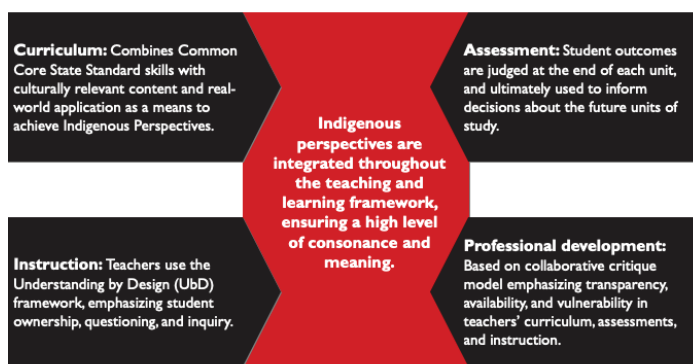 Curriculum: Combines Common
Core State Standard skills with
culturally relevant content and real-
world application as a means to
achieve Indigenous Perspectives.
Assessment: Student outcomes
are judged at the end of each unit,
and ultimately used to inform
decisions about the future units of
study.
Indigenous
perspectives are
integrated throughout
the teaching and
learning framework,
ensuring a high level
of consonance and
meaning.
Instruction: Teachers use the
Understanding by Design (UbD)
framework, emphasizing student
ownership, questioning, and inquiry.
Professional development:
Based on collaborative critique
model emphasizing transparency,
availability, and vulnerability in
teachers' curriculum, assessments,
and instruction.